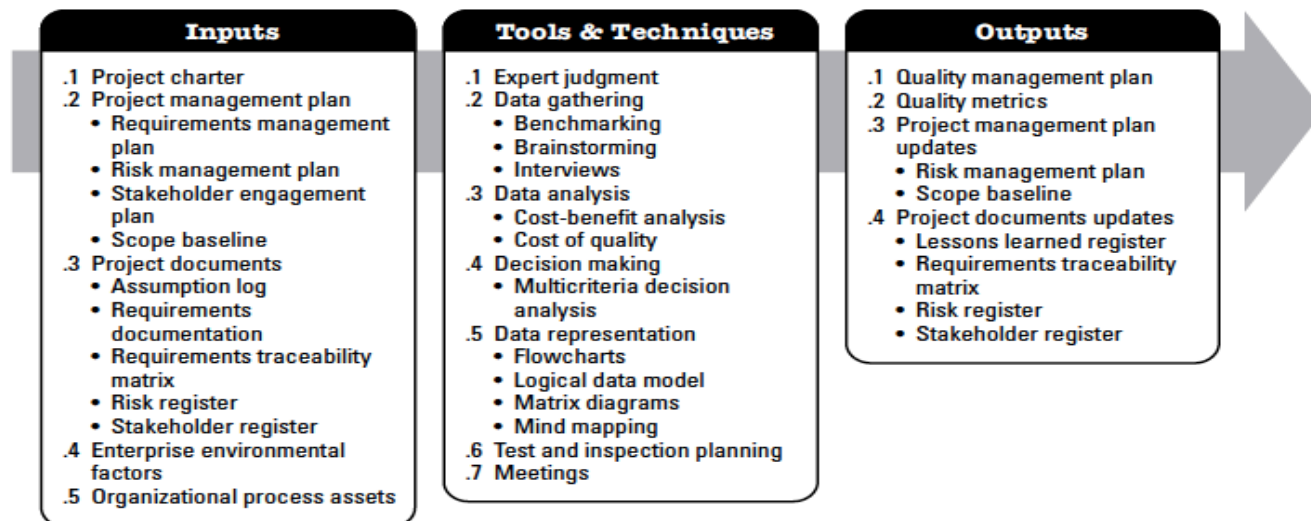 Inputs
.1 Project charter
.2 Project management plan
• Requirements management
plan
• Risk management plan
• Stakeholder engagement
plan
• Scope baseline
.3 Project documents
• Assumption log
• Requirements
documentation
• Requirements traceability
matrix
• Risk register
• Stakeholder register
.4 Enterprise environmental
factors
.5 Organizational process assets
Tools & Techniques
.1 Expert judgment
.2 Data gathering
• Benchmarking
• Brainstorming
• Interviews
.3 Data analysis
• Cost-benefit analysis
• Cost of quality
.4 Decision making
• Multicriteria decision
analysis
.5 Data representation
• Flowcharts
• Logical data model
• Matrix diagrams
• Mind mapping
.6 Test and inspection planning
.7 Meetings
Outputs
.1 Quality management plan
.2 Quality metrics
.3 Project management plan
updates
• Risk management plan
• Scope baseline
.4 Project documents updates
• Lessons learned register
• Requirements traceability
matrix
• Risk register
• Stakeholder register